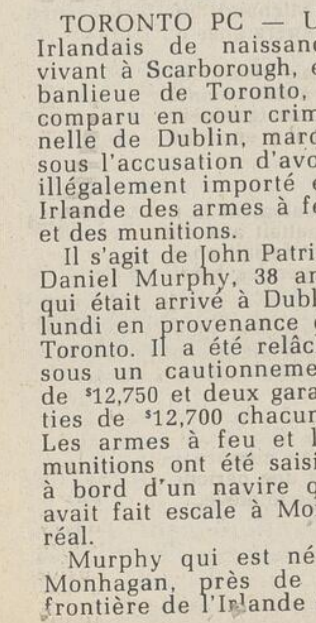 TORONTO PC — U
Irlandais de naissanc
vivant à Scarborough, e
banlieue de Toronto,
comparu en cour crim
nelle de Dublin, marc
sous l'accusation d'avo
illégalement importé e
Irlande des armes à fe
et des munitions.
Il s'agit de John Patri
Daniel Murphy, 38 an
qui était arrivé à Dubl
lundi en provenance d
Toronto. Il a été relâc
sous un cautionneme
de $12,750 et deux gara
ties de $12,700 chacun
Les armes à feu et l
munitions ont été saisi
à bord d'un navire q
avait fait escale à Mo
réal.
Murphy qui est né
Monhagan, près de
frontière de l'Irlande